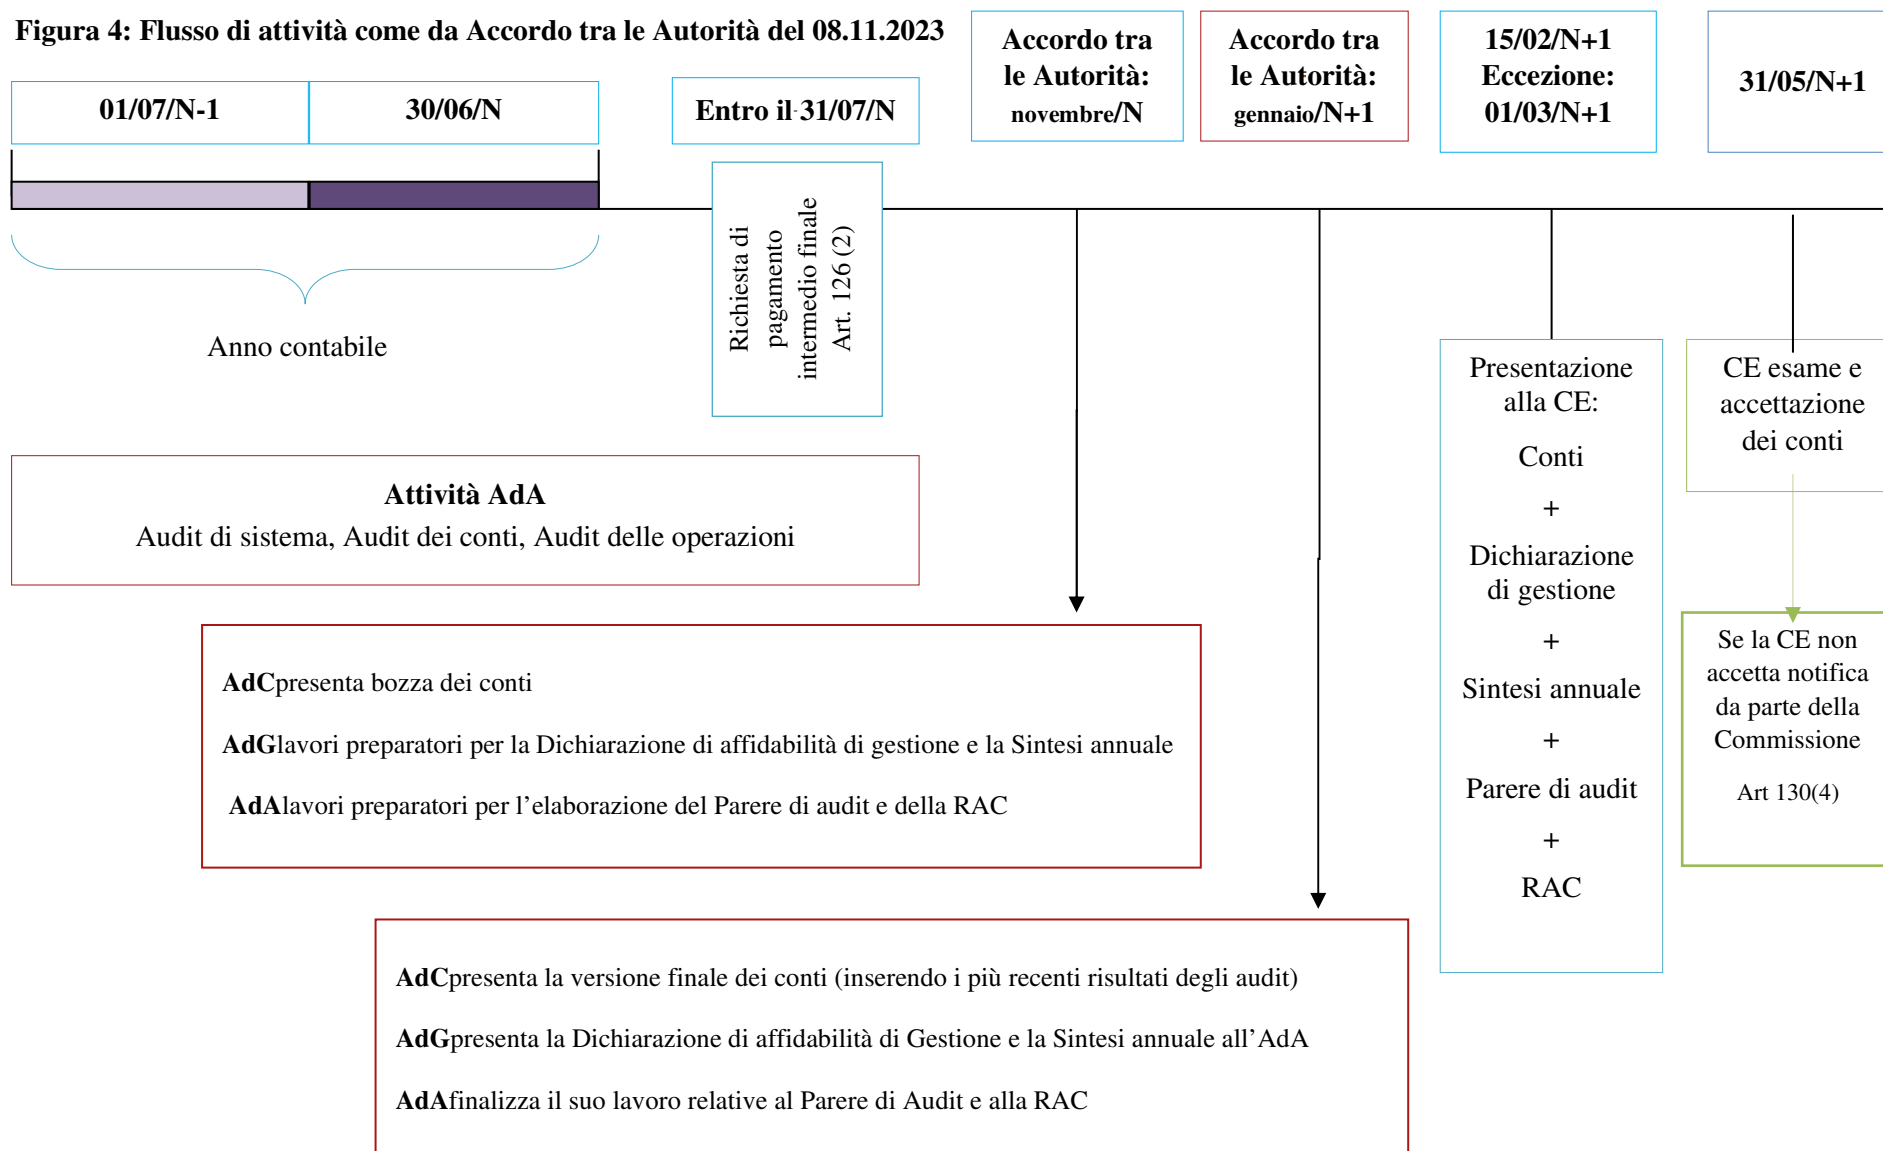 Figura 4: Flusso di attività come da Accordo tra le Autorità del 08.11.2023
01/07/N-1
30/06/N
Entro il 31/07/N
Accordo tra
le Autorità:
novembre/N
Accordo tra
le Autorità:
gennaio/N+1
15/02/N+1
Eccezione:
01/03/N+1
31/05/N+1
Anno contabile
Richiesta di
pagamento
intermedio finale
Art. 126 (2)
Attività AdA
Audit di sistema, Audit dei conti, Audit delle operazioni
AdCpresenta bozza dei conti
AdGlavori preparatori per la Dichiarazione di affidabilità di gestione e la Sintesi annuale
AdAlavori preparatori per l’elaborazione del Parere di audit e della RAC
AdCpresenta la versione finale dei conti (inserendo i più recenti risultati degli audit)
AdGpresenta la Dichiarazione di affidabilità di Gestione e la Sintesi annuale all’AdA
AdAfinalizza il suo lavoro relative al Parere di Audit e alla RAC
Presentazione
alla CE:
Conti
+
Dichiarazione
di gestione
+
Sintesi annuale
+
Parere di audit
+
RAC
CE esame e
accettazione
dei conti
Se la CE non
accetta notifica
da parte della
Commissione
Art 130(4)